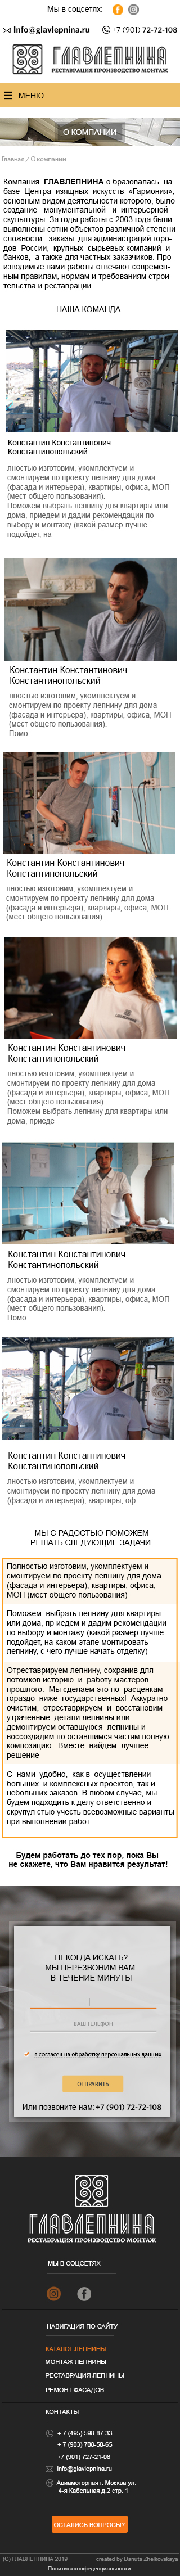 Мы в соцсетях:
Info@glavlepnina.ru +7 (901) 72-72-108
ГЛАВЛЕПНИНА
РЕСТАВРАЦИЯ ПРОИЗВОДСТВО МОНТАЖ
МЕНЮ
О КОМПАНИИ
Главная / О компании
Компания ГЛАВЛЕПНИНА образовалась на
базе Центра изящных искусств «Гармония»,
основным видом деятельности которого, было
создание монументальной и интерьерной
скульптуры. За годы работы с 2003 года были
выполнены сотни объектов различной степени
сложности: заказы для администраций горо-
дов России, крупных серьезных компаний и
банков, а также для частных заказчиков. Про-
изводимые нами работы отвечают современ-
ным правилам, нормам и требованиям строи-
тельства и реставрации.
НАША КОМАНДА
Константин Константинович
Константинопольский
лностью изготовим, укомплектуем и
смонтируем по проекту лепнину для дома
(фасада и интерьера), квартиры, офиса, МОП
(мест общего пользования).
Поможем выбрать лепнину для квартиры или
дома, приедем и дадим рекомендации по
выбору и монтажу (какой размер лучше
подойдет, на
Константин Константинович
Константинопольский
лностью изготовим, укомплектуем и
смонтируем по проекту лепнину для дома
(фасада и интерьера), квартиры, офиса, МОП
(мест общего пользования).
Помо
Константин Константинович
Константинопольский
лностью изготовим, укомплектуем и
смонтируем по проекту лепнину для дома
(фасада и интерьера), квартиры, офиса, МОП
(мест общего пользования).
Константин Константинович
Константинопольский
лностью изготовим, укомплектуем и
смонтируем по проекту лепнину для дома
(фасада и интерьера), квартиры, офиса, МОП
(мест общего пользования).
Поможем выбрать лепнину для квартиры или
дома, приеде
Константин Константинович
Константинопольский
лностью изготовим, укомплектуем и
смонтируем по проекту лепнину для дома
(фасада и интерьера), квартиры, офиса, МОП
(мест общего пользования).
Помо
Константин Константинович
Константинопольский
лностью изготовим, укомплектуем и
смонтируем по проекту лепнину для дома
(фасада и интерьера), квартиры, оф
МЫ С РАДОСТЬЮ ПОМОЖЕМ
РЕШАТЬ СЛЕДУЮЩИЕ ЗАДАЧИ:
Полностью изготовим, укомплектуем и
смонтируем по проекту лепнину для дома
(фасада и интерьера), квартиры, офиса,
МОП (мест общего пользования)
Поможем выбрать лепнину для квартиры
или дома, приедем и дадим рекомендации
по выбору и монтажу (какой размер лучше
подойдет, на каком этапе монтировать
лепнину, с чего лучше начать отделку)
Отреставрируем лепнину, сохранив для
потомков историю и работу мастеров
прошлого. Мы сделаем это по расценкам
гораздо ниже государственных! Аккуратно
очистим, отреставрируем и восстановим
утраченные детали лепнины или
демонтируем оставшуюся лепнины и
воссоздадим по оставшимся частям полную
композицию. Вместе найдем лучшее
решение
С нами удобно, как в осуществлении
больших и комплексных проектов, так и
небольших заказов. В любом случае, мы
будем подходить к делу ответственно и
скрупулезностью учесть всевозможные варианты
при выполнении работ
Будем работать до тех пор, пока Вы
не скажете, что Вам нравится результат!
НЕКОГДА ИСКАТЬ?
МЫ ПЕРЕЗВОНИМ ВАМ
В ТЕЧЕНИЕ МИНУТЫ
ВАШ ТЕЛЕФОН
я согласен на обработку персональных данных
ОТПРАВИТЬ
Или позвоните нам: +7 (901) 72-72-108
ГЛАВЛЕПНИНА
РЕСТАВРАЦИЯ ПРОИЗВОДСТВО МОНТАЖ
МЫ В СОЦСЕТЯХ
НАВИГАЦИЯ ПО САЙТУ
КАТАЛОГ ЛЕПНИНЫ
МОНТАЖ ЛЕПНИНЫ
РЕСТАВРАЦИЯ ЛЕПНИНЫ
РЕМОНТ ФАСАДОВ
КОНТАКТЫ
+ 7 (495) 598-87-33
+ 7 (903) 708-50-65
+7 (901) 727-21-08
info@glavlepnina.ru
Авиамоторная г. Москва ул.
4-я Кабельная д.2 стр. 1
ОСТАЛИСЬ ВОПРОСЫ?
(C) ГЛАВЛЕПНИНА 2019 created by Danuta Zhelkovskaya
Политика конфиденциальности